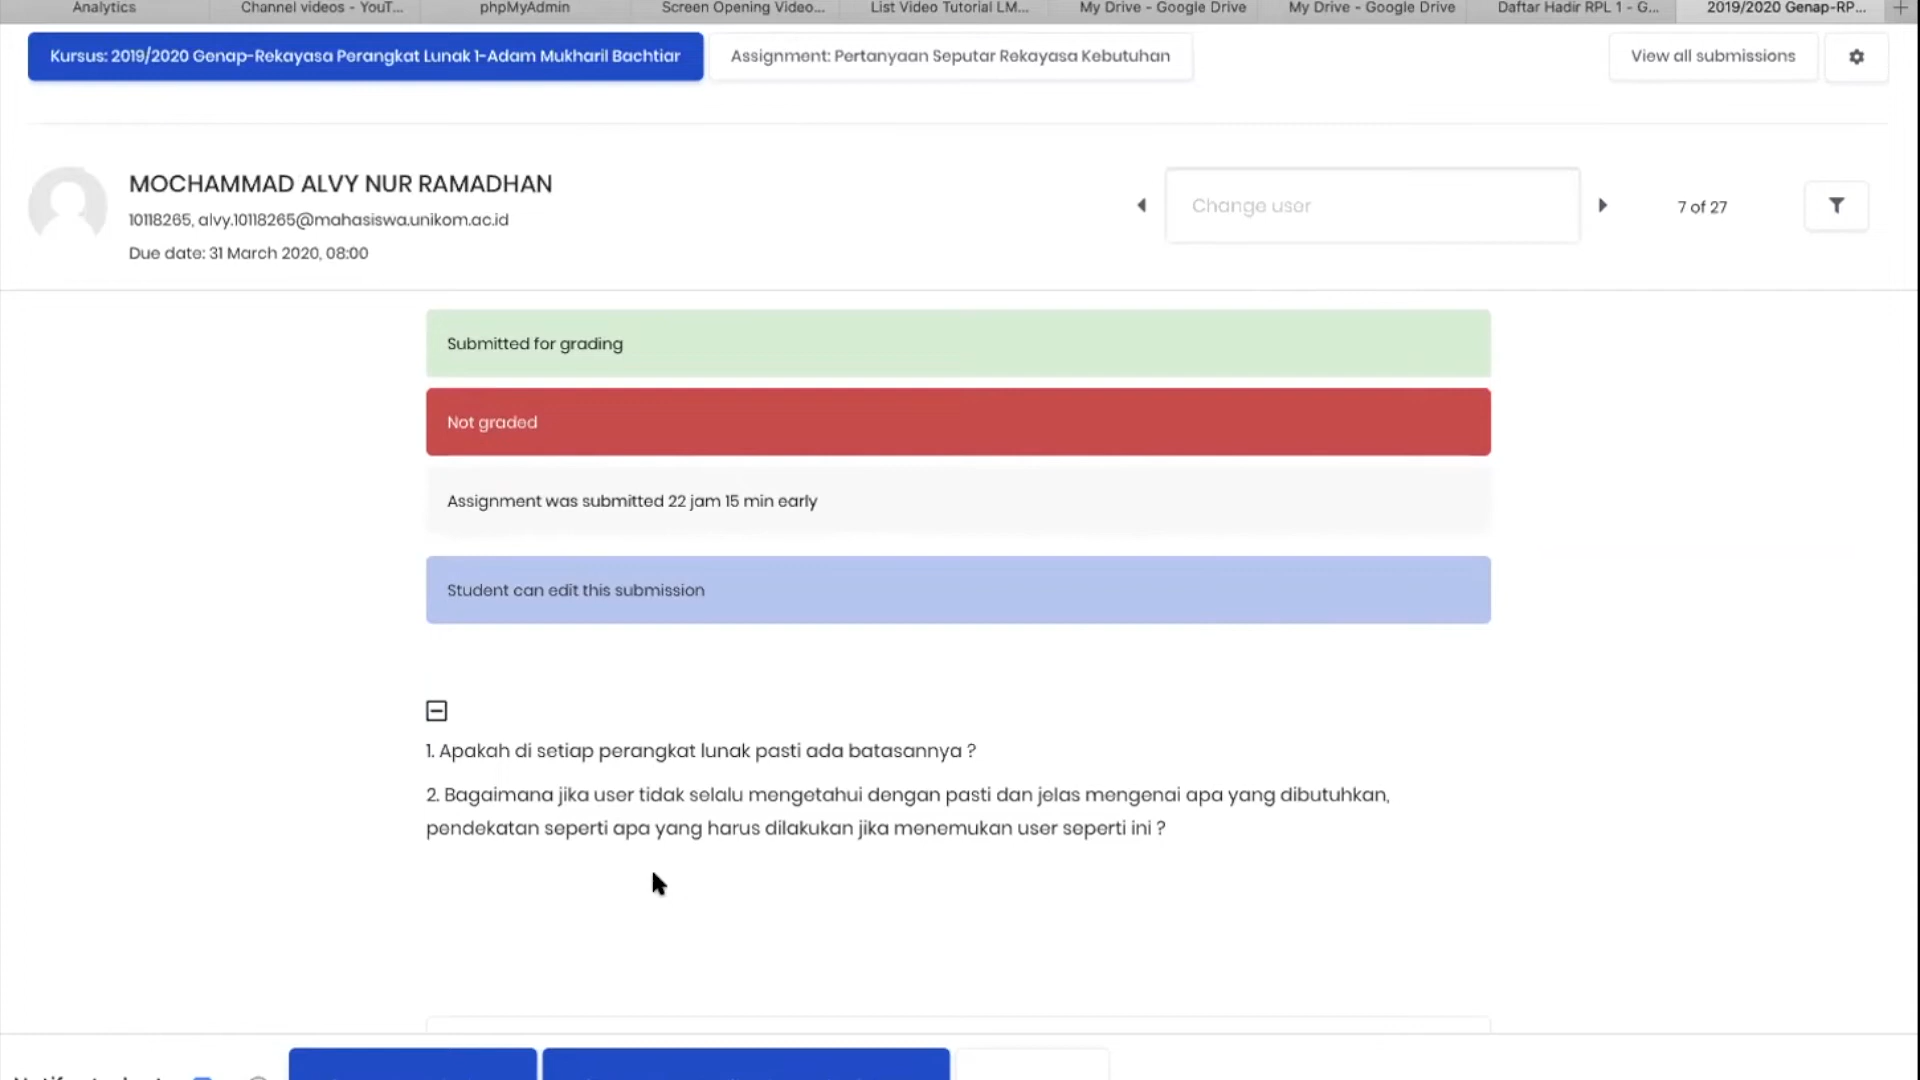 Analytics
Channel videos - YouT...
phpMyAdmin
Screen Opening Video...
List Video Tutorial LM...
My Drive - Google Drive
My Drive - Google Drive
Daftar Hadir RPL 1 - G...
2019/2020 Genap-RP...
Kursus: 2019/2020 Genap-Rekayasa Perangkat Lunak 1-Adam Mukharil Bachtiar
Assignment: Pertanyaan Seputar Rekayasa Kebutuhan
View all submissions
MOCHAMMAD ALVY NUR RAMADHAN
10118265, alvy.10118265@mahasiswa.unikom.ac.id
Due date: 31 March 2020, 08:00
Change user
7 of 27
Submitted for grading
Not graded
Assignment was submitted 22 jam 15 min early
Student can edit this submission
1. Apakah di setiap perangkat lunak pasti ada batasannya ?
2. Bagaimana jika user tidak selalu mengetahui dengan pasti dan jelas mengenai apa yang dibutuhkan,
pendekatan seperti apa yang harus dilakukan jika menemukan user seperti ini ?